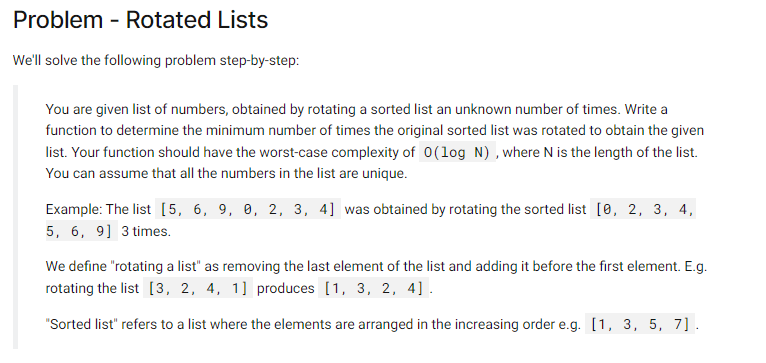 Problem - Rotated Lists
We'll solve the following problem step-by-step:
You are given list of numbers, obtained by rotating a sorted list an unknown number of times. Write a
function to determine the minimum number of times the original sorted list was rotated to obtain the given
list. Your function should have the worst-case complexity of O(log N) , where N is the length of the list.
You can assume that all the numbers in the list are unique.
Example: The list [5, 6, 9, 0, 2, 3, 4] was obtained by rotating the sorted list [0, 2, 3, 4,
5, 6, 9] 3 times.
We define "rotating a list" as removing the last element of the list and adding it before the first element. E.g.
rotating the list [3, 2, 4, 1] produces [1, 3, 2, 4] .
"Sorted list" refers to a list where the elements are arranged in the increasing order e.g. [1, 3, 5, 7] .